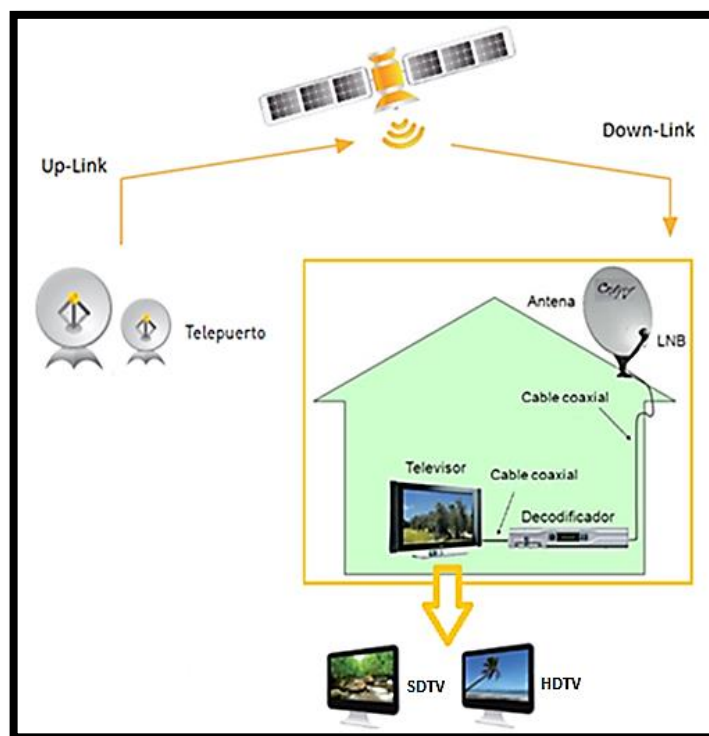 Down-Link
Up-Link
Antena
LNB
Telepuerto
Cable coaxial
Televisor
Cable coaxial
Decodificador
SDTV
HDTV